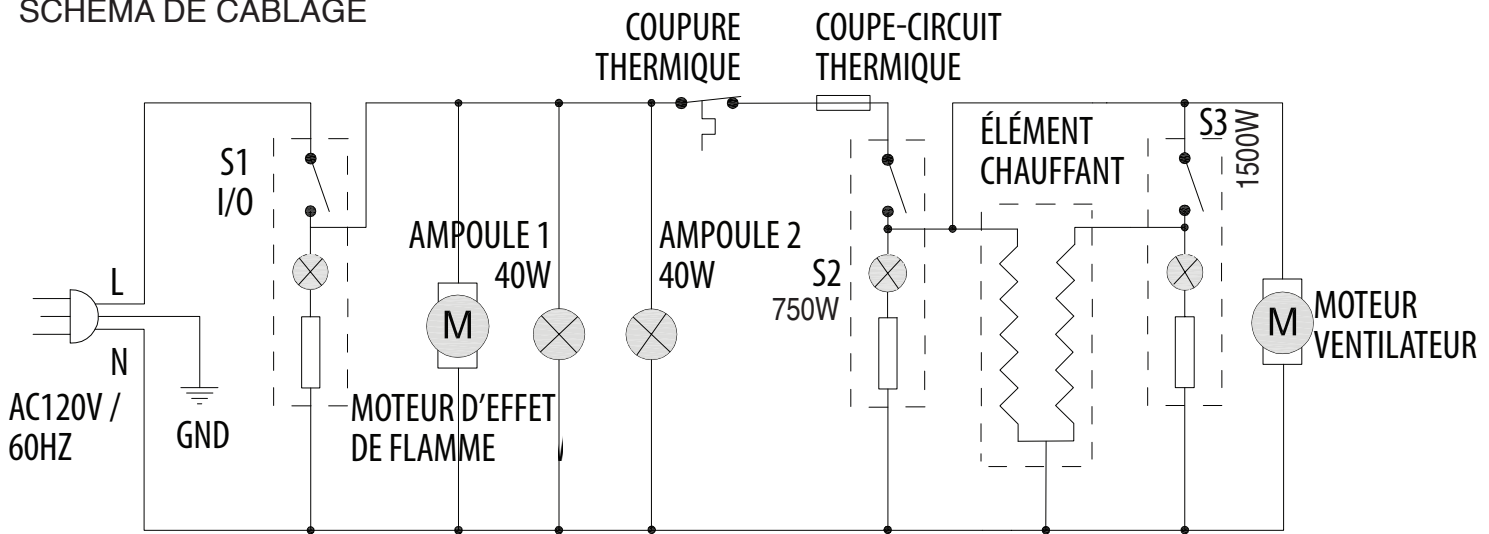 SCHÉMA DE CÂBLAGE
COUPURE
THERMIQUE
COUPE-CIRCUIT
THERMIQUE
S1
I/0
ÉLÉMENT
CHAUFFANT
S3
1500W
AMPOULE 1
40W
AMPOULE 2
40W
S2
750W
L
N
M
M
MOTEUR
VENTILATEUR
AC120V /
60HZ
GND
MOTEUR D'EFFET
DE FLAMME